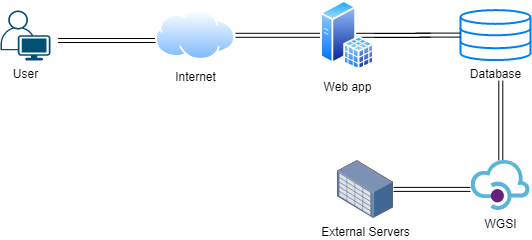 User
Internet
Web app
Database
External Servers
WGSI